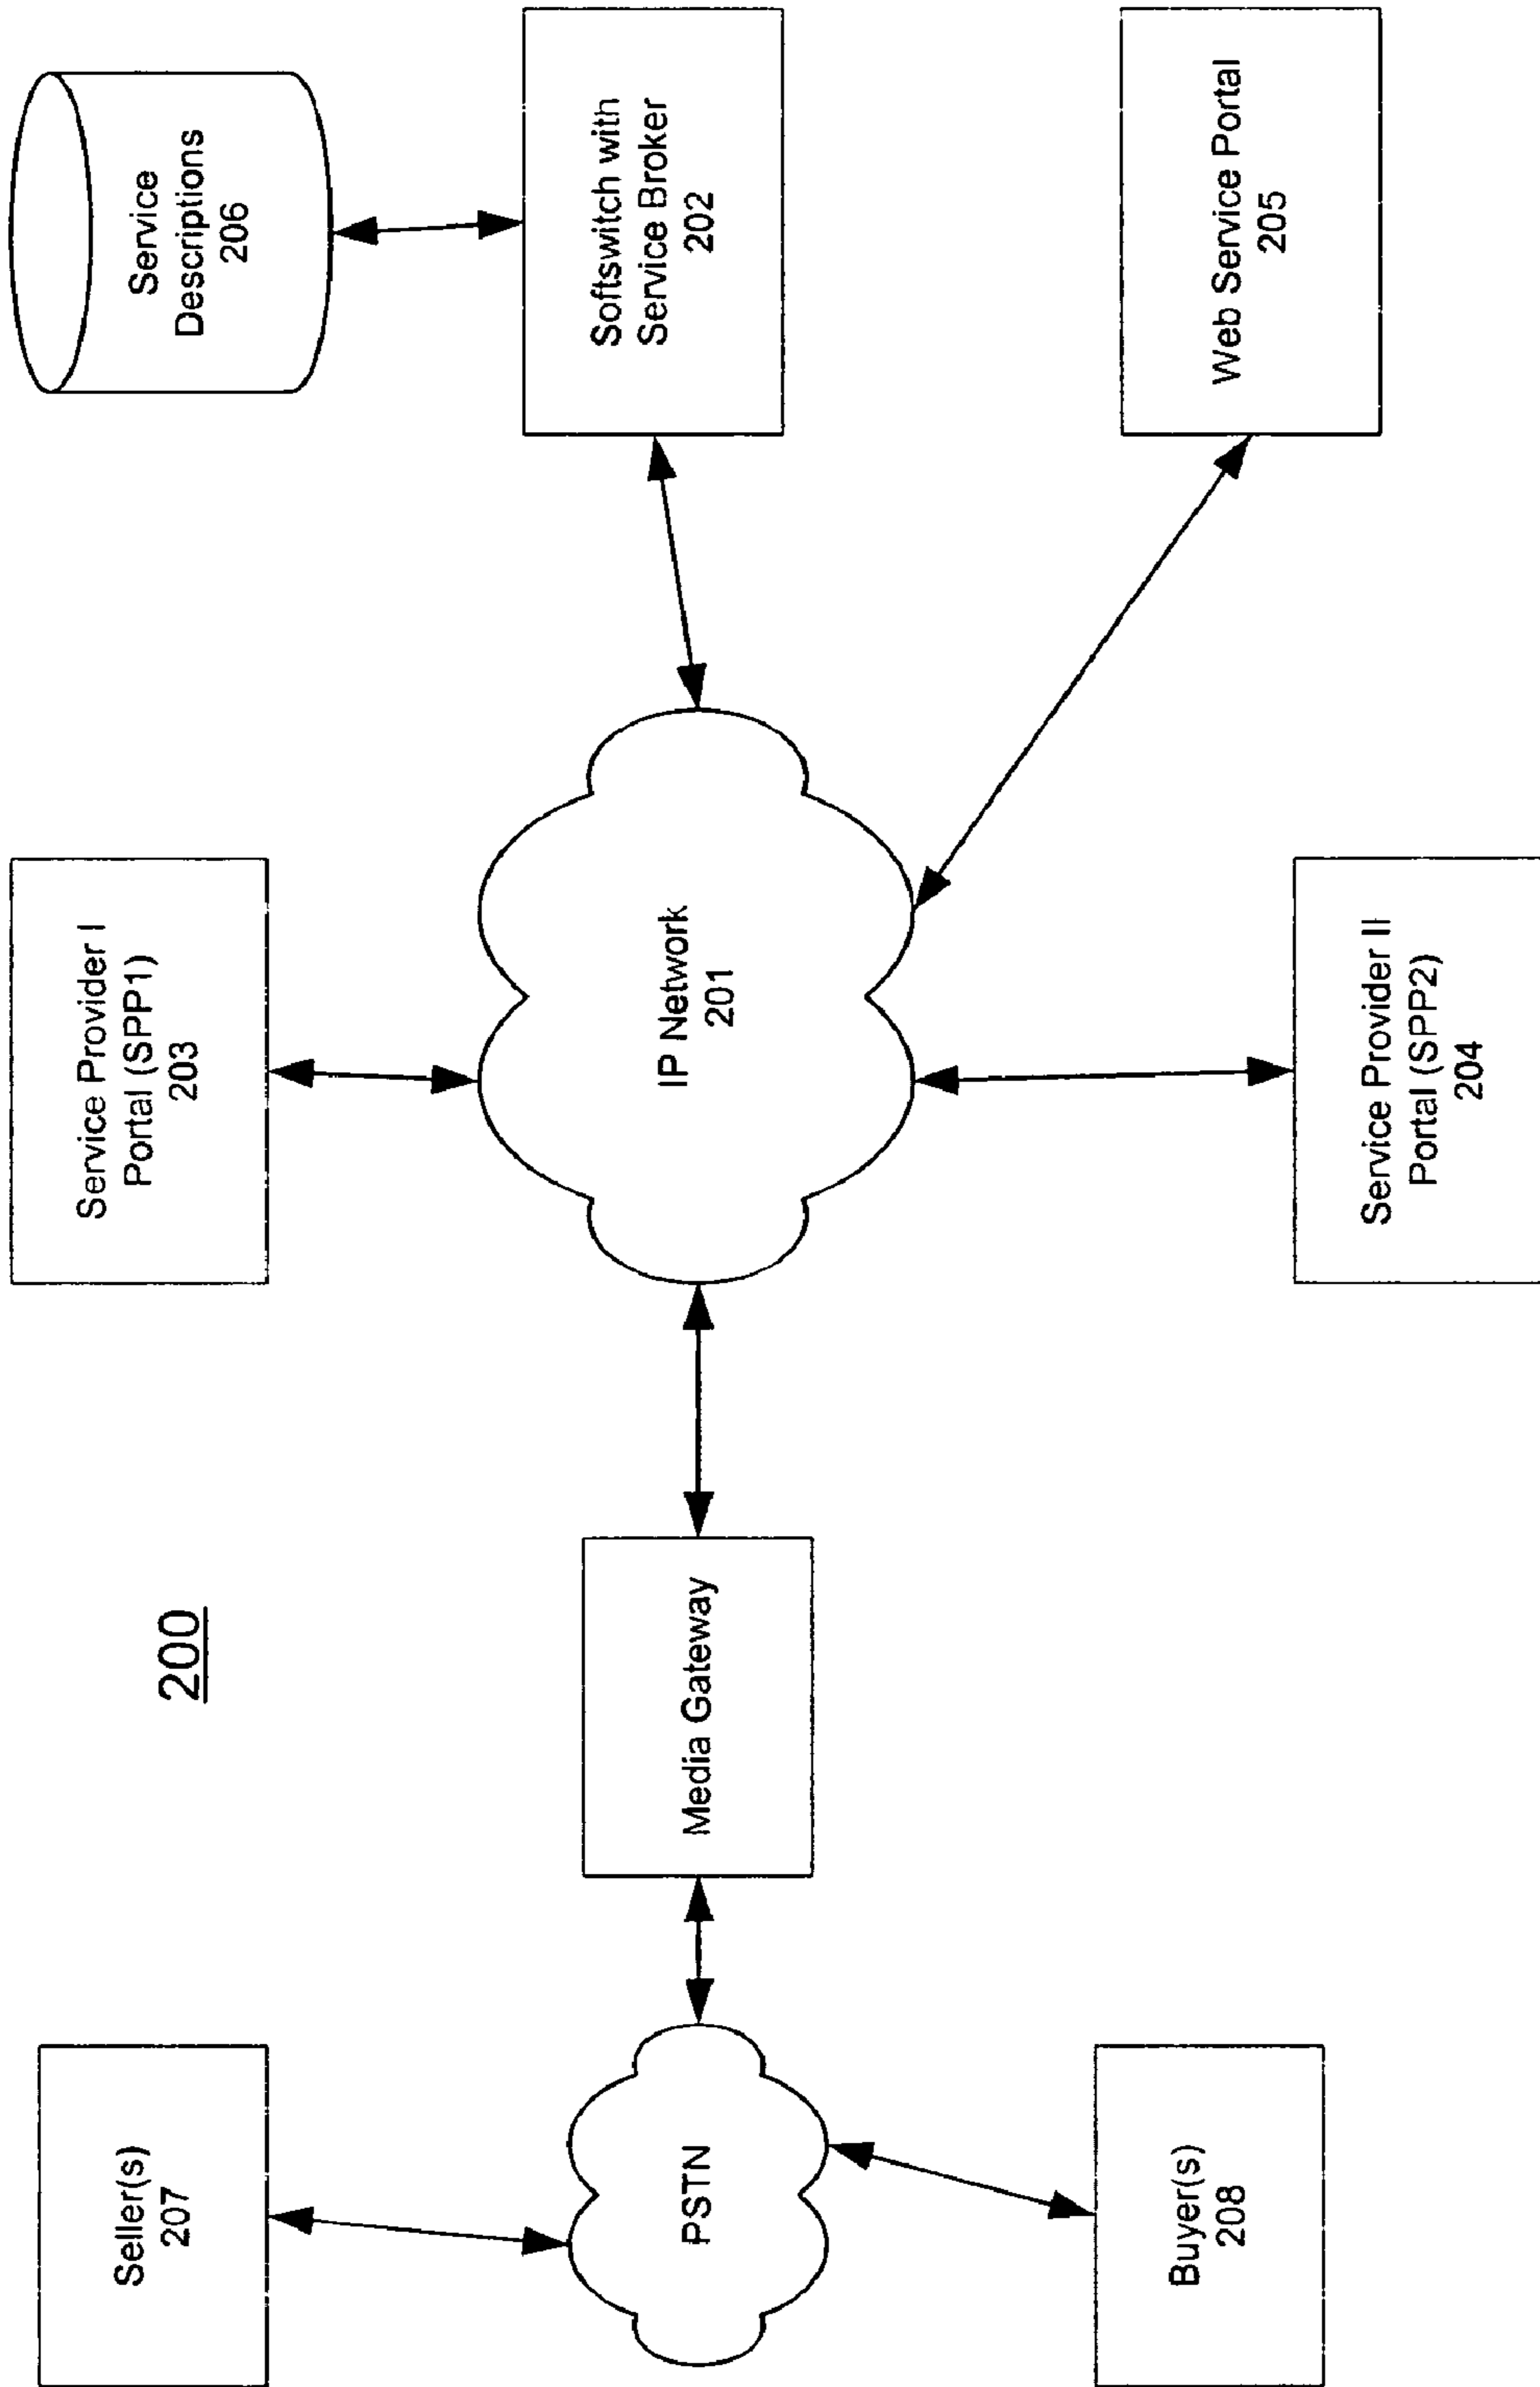 200
Seller(s)
207
Service Provider I
Portal (SPP1)
203
Service
Descriptions
206
PSTN
Media Gateway
IP Network
201
Softswitch with
Service Broker
202
Buyer(s)
208
Service Provider II
Portal (SPP2)
204
Web Service Portal
205